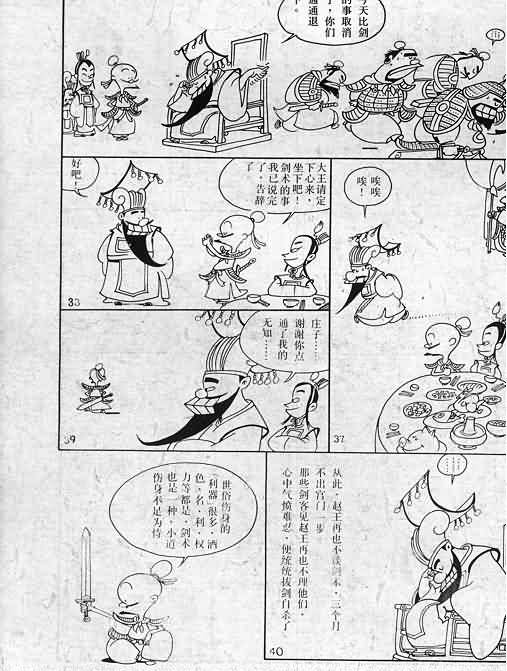 今天比剑
的事取消
了，你们
通通退
下。
唉唉
唉！
37
大王请定
下心来，
坐下吧！
剑术的事
我已说完
了，告辞
了。
好吧！
38
庄子……
谢谢你点
通了我的
无知……
39
从此，赵王再也不谈剑术，三个月
不出宫门一步。
那些剑客见赵王再也不理他们，
心中气愤难忍，便统统拔剑自杀了
40
世俗伤身的
「利器」很多，酒
色、名、利、权
力等都是，剑术
也是一种，小道
伤身不足为恃